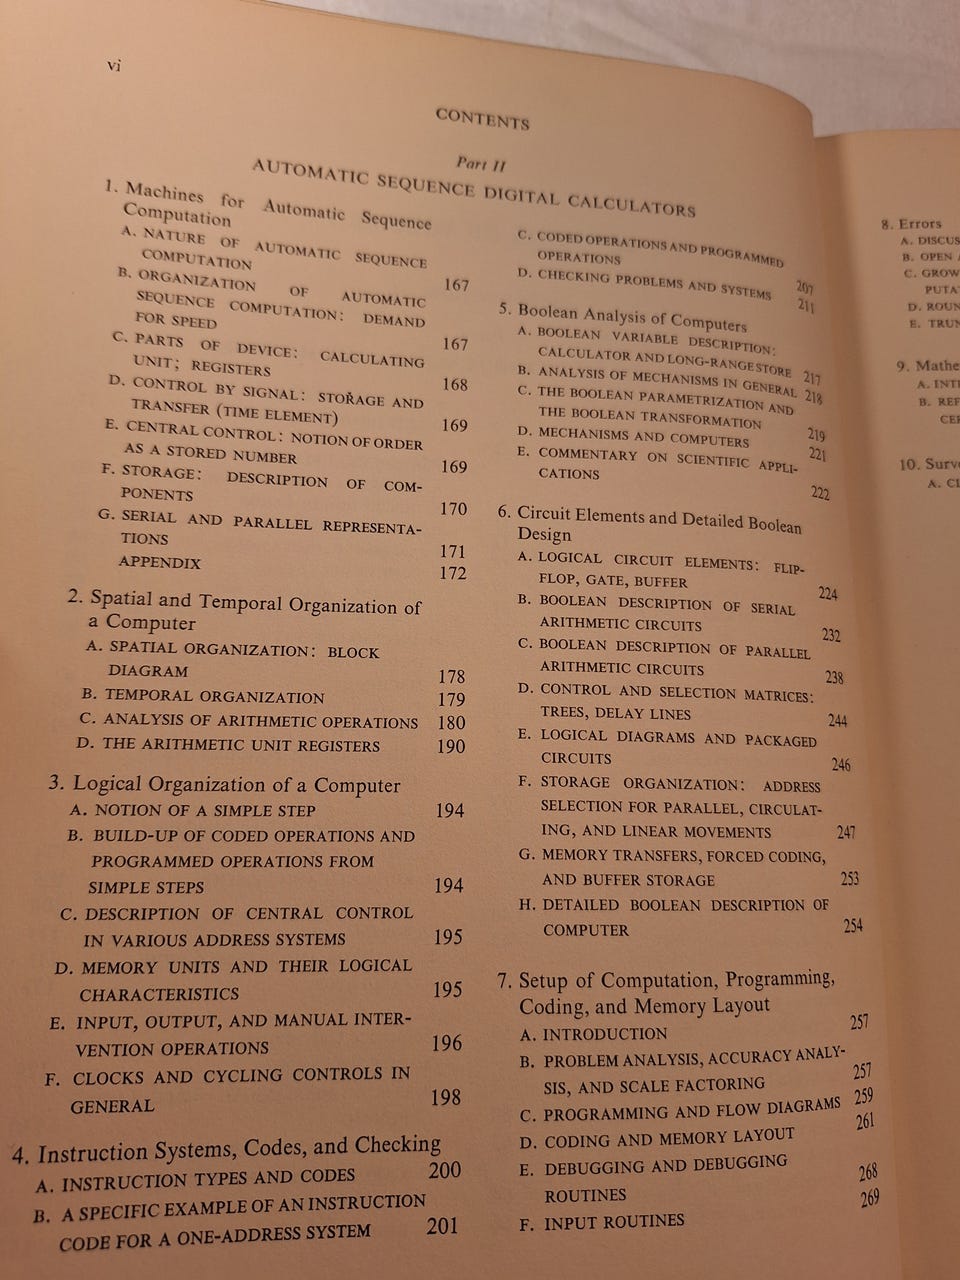 vi
CONTENTS
Part II
AUTOMATIC SEQUENCE DIGITAL CALCULATORS
1. Machines for Automatic Sequence
Computation
A. NATURE OF AUTOMATIC SEQUENCE
COMPUTATION 167
B. ORGANIZATION OF AUTOMATIC
SEQUENCE COMPUTATION: DEMAND
FOR SPEED 167
C. PARTS OF DEVICE: CALCULATING
UNIT; REGISTERS 168
D. CONTROL BY SIGNAL: STORAGE AND
TRANSFER (TIME ELEMENT) 169
E. CENTRAL CONTROL: NOTION OF ORDER
AS A STORED NUMBER 169
F. STORAGE: DESCRIPTION OF COM-
PONENTS 170
G. SERIAL AND PARALLEL REPRESENTA-
TIONS 171
APPENDIX 172
2. Spatial and Temporal Organization of
a Computer
A. SPATIAL ORGANIZATION: BLOCK
DIAGRAM 178
B. TEMPORAL ORGANIZATION 179
C. ANALYSIS OF ARITHMETIC OPERATIONS 180
D. THE ARITHMETIC UNIT REGISTERS 190
3. Logical Organization of a Computer
A. NOTION OF A SIMPLE STEP 194
B. BUILD-UP OF CODED OPERATIONS AND
PROGRAMMED OPERATIONS FROM
SIMPLE STEPS 194
C. DESCRIPTION OF CENTRAL CONTROL
IN VARIOUS ADDRESS SYSTEMS 195
D. MEMORY UNITS AND THEIR LOGICAL
CHARACTERISTICS 195
E. INPUT, OUTPUT, AND MANUAL INTER-
VENTION OPERATIONS 196
F. CLOCKS AND CYCLING CONTROLS IN
GENERAL 198
4. Instruction Systems, Codes, and Checking
A. INSTRUCTION TYPES AND CODES 200
B. A SPECIFIC EXAMPLE OF AN INSTRUCTION
CODE FOR A ONE-ADDRESS SYSTEM 201
C. CODED OPERATIONS AND PROGRAMMED
OPERATIONS 207
D. CHECKING PROBLEMS AND SYSTEMS 211
5. Boolean Analysis of Computers
A. BOOLEAN VARIABLE DESCRIPTION:
CALCULATOR AND LONG-RANGE STORE 217
B. ANALYSIS OF MECHANISMS IN GENERAL 218
C. THE BOOLEAN PARAMETRIZATION AND
THE BOOLEAN TRANSFORMATION 219
D. MECHANISMS AND COMPUTERS 221
E. COMMENTARY ON SCIENTIFIC APPLI-
CATIONS 222
6. Circuit Elements and Detailed Boolean
Design
A. LOGICAL CIRCUIT ELEMENTS: FLIP-
FLOP, GATE, BUFFER 224
B. BOOLEAN DESCRIPTION OF SERIAL
ARITHMETIC CIRCUITS 232
C. BOOLEAN DESCRIPTION OF PARALLEL
ARITHMETIC CIRCUITS 238
D. CONTROL AND SELECTION MATRICES:
TREES, DELAY LINES 244
E. LOGICAL DIAGRAMS AND PACKAGED
CIRCUITS 246
F. STORAGE ORGANIZATION: ADDRESS
SELECTION FOR PARALLEL, CIRCULAT-
ING, AND LINEAR MOVEMENTS 247
G. MEMORY TRANSFERS, FORCED CODING,
AND BUFFER STORAGE 253
H. DETAILED BOOLEAN DESCRIPTION OF
COMPUTER 254
7. Setup of Computation, Programming,
Coding, and Memory Layout
A. INTRODUCTION 257
B. PROBLEM ANALYSIS, ACCURACY ANALY-
SIS, AND SCALE FACTORING 257
C. PROGRAMMING AND FLOW DIAGRAMS 259
D. CODING AND MEMORY LAYOUT 261
E. DEBUGGING AND DEBUGGING
ROUTINES 268
F. INPUT ROUTINES 269
8. Errors
A. DISCUS
B. OPEN
C. GROW
PUTA
D. ROUN
E. TRUN
9. Mathe
A. INT
B. REF
CER
10. Surv
A. CI